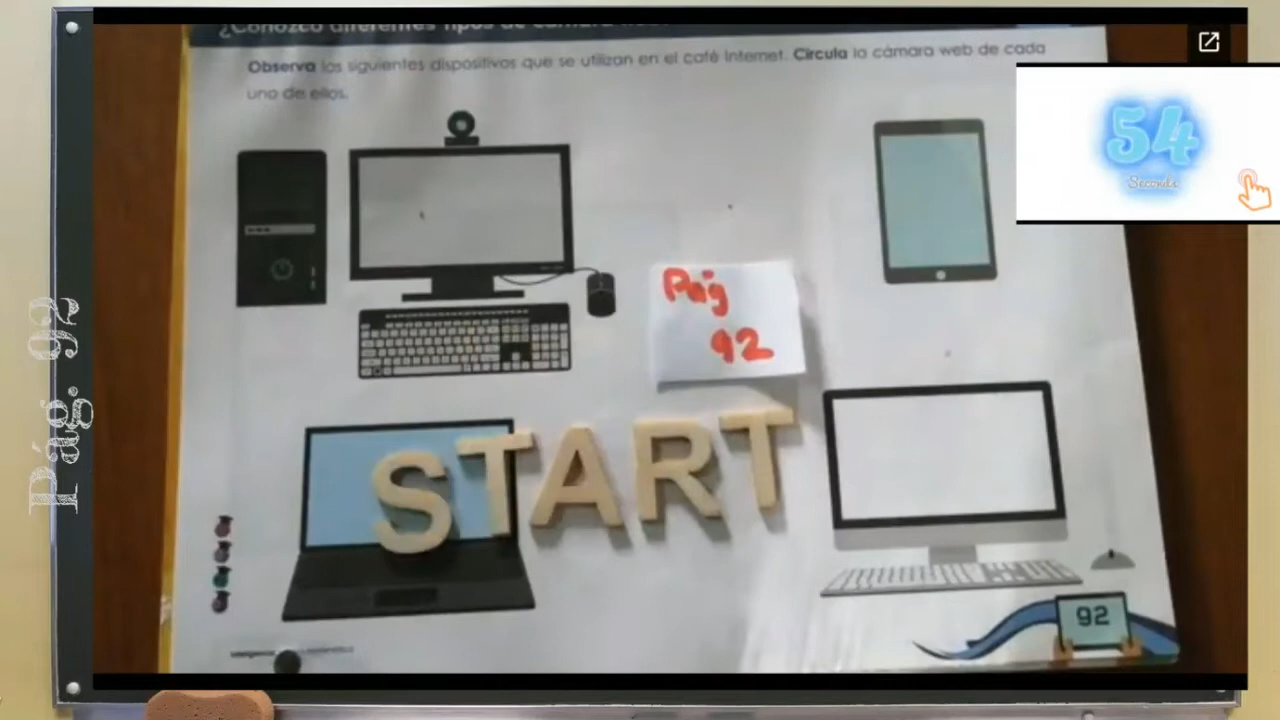 ¿Conozco diferentes tipos de cámara
Observa los siguientes dispositivos que se utilizan en el café Internet. Circula la cámara web de cada
uno de ellos.
54
Seconds
Pág
92
Pág. 92
START
92